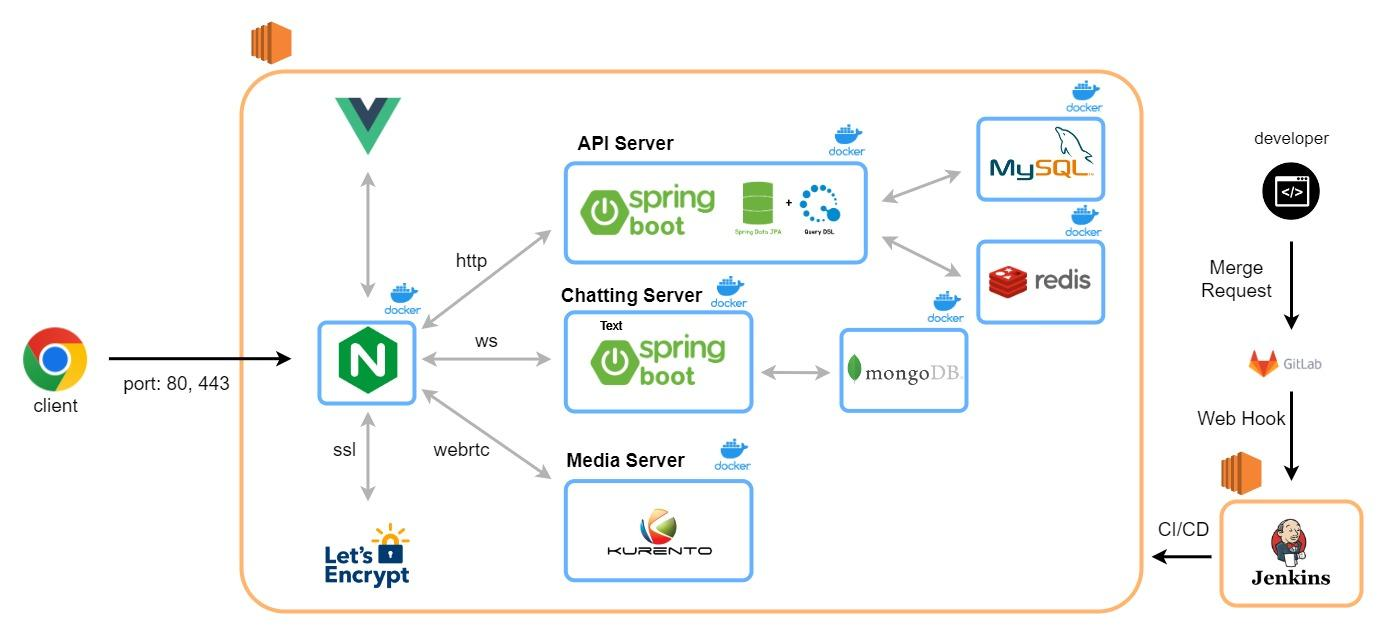 docker
API Server
docker
MySQL
spring
boot
+
Spring Data JPA
Query DSL
developer
</>
docker
redis
http
Merge
Request
docker
Chatting Server
docker
docker
Text
spring
boot
ws
mongoDB
client
port: 80, 443
N
GitLab
Web Hook
ssl
webrtc
Media Server
docker
KURENTO
Let's
Encrypt
CI/CD
Jenkins